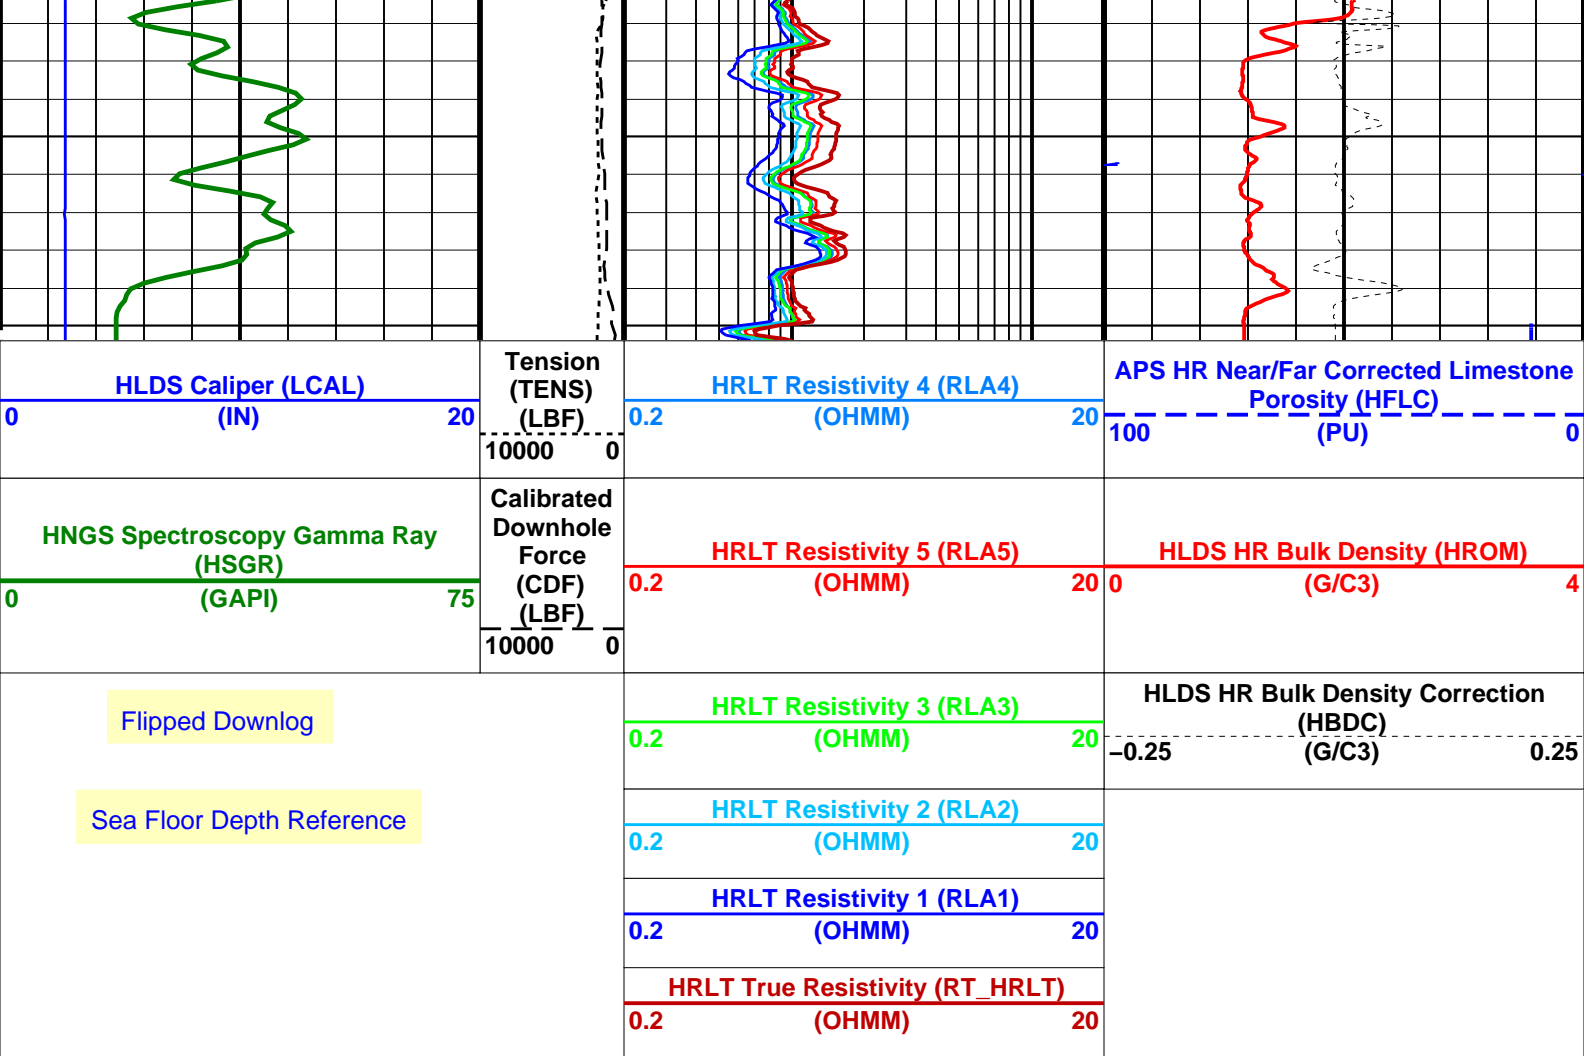 HLDS Caliper (LCAL)
0 (IN) 20
Tension
(TENS)
(LBF)
10000 0
HRLT Resistivity 4 (RLA4)
0.2 (OHMM) 20
APS HR Near/Far Corrected Limestone
Porosity (HFLC)
100 (PU) 0
HNGS Spectroscopy Gamma Ray
(HSGR)
0 (GAPI) 75
Calibrated
Downhole
Force
(CDF)
(LBF)
10000 0
HRLT Resistivity 5 (RLA5)
0.2 (OHMM) 20
HLDS HR Bulk Density (HROM)
0 (G/C3) 4
Flipped Downlog
Sea Floor Depth Reference
HRLT Resistivity 3 (RLA3)
0.2 (OHMM) 20
HLDS HR Bulk Density Correction
(HBDC)
−0.25 (G/C3) 0.25
HRLT Resistivity 2 (RLA2)
0.2 (OHMM) 20
HRLT Resistivity 1 (RLA1)
0.2 (OHMM) 20
HRLT True Resistivity (RT_HRLT)
0.2 (OHMM) 20